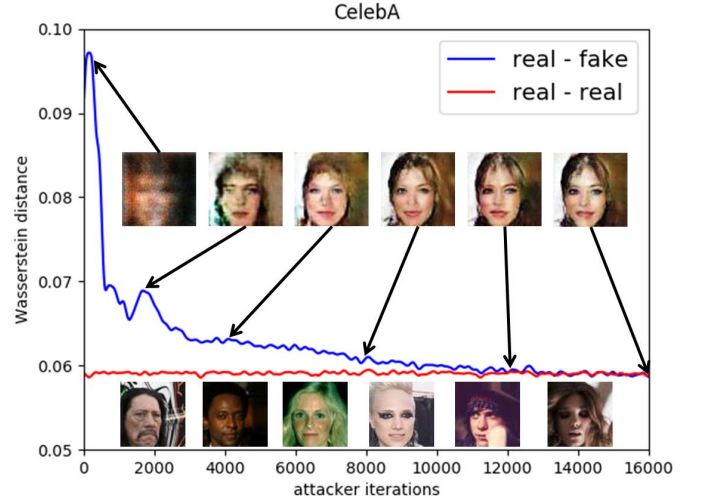 CelebA
0.10
real - fake
real - real
0.09
0.08
0.07
0.06
0.05
Wasserstein distance
0 2000 4000 6000 8000 10000 12000 14000 16000
attacker iterations